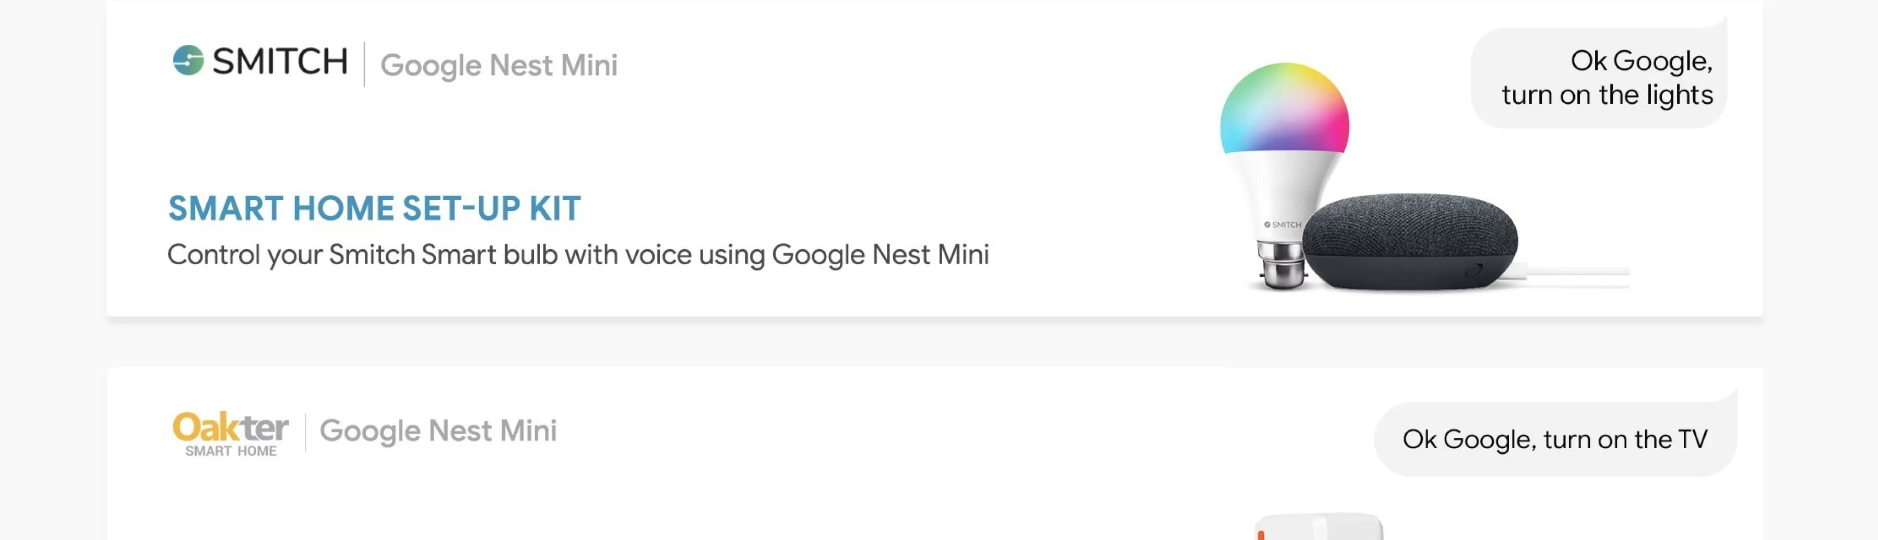 SMITCH | Google Nest Mini
Ok Google,
turn on the lights
SMART HOME SET-UP KIT
Control your Smitch Smart bulb with voice using Google Nest Mini
SMITCH
Oakter
SMART HOME
Google Nest Mini
Ok Google, turn on the TV